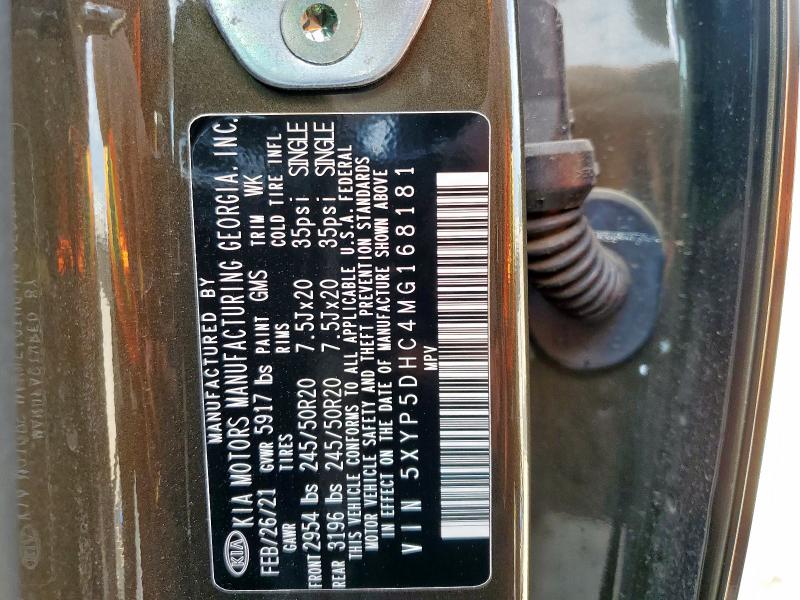 MANUFACTURED BY
KIA KIA MOTORS MANUFACTURING GEORGIA, INC.
FEB/26/21 GVWR 5917 lbs PAINT GMS TRIM WK
GAWR TIRES RIMS COLD TIRE INFL
FRONT 2954 lbs 245/50R20 7.5Jx20 35psi SINGLE
REAR 3196 lbs 245/50R20 7.5Jx20 35psi SINGLE
THIS VEHICLE CONFORMS TO ALL APPLICABLE U.S.A. FEDERAL
MOTOR VEHICLE SAFETY AND THEFT PREVENTION STANDARDS
IN EFFECT ON THE DATE OF MANUFACTURE SHOWN ABOVE
VIN 5XYP5DHC4MG168181
MPV